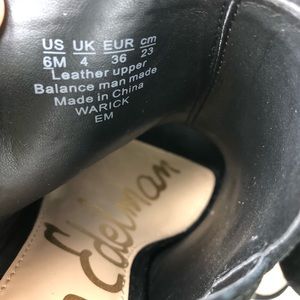 US UK EUR cm
6M 4 36 23
Leather upper
Balance man made
Made in China
WARICK
EM
Edelman